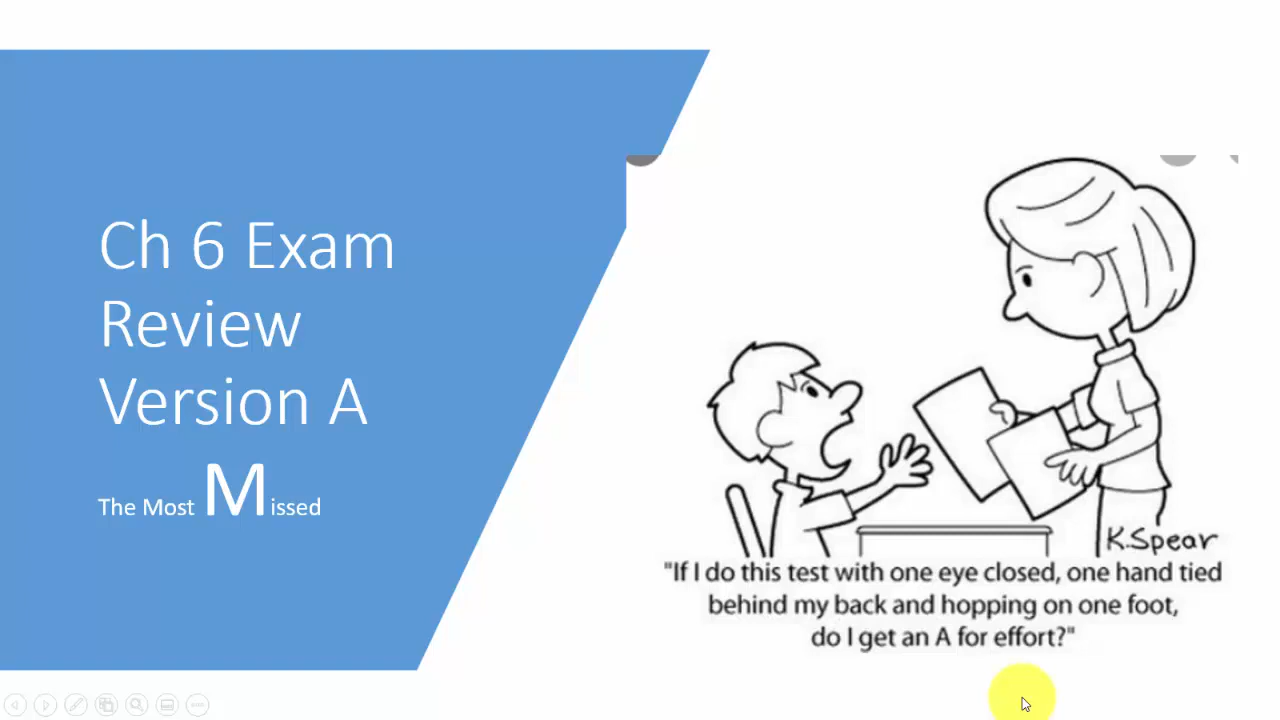 Ch 6 Exam
Review
Version A
The Most Missed
K.Spear
"If I do this test with one eye closed, one hand tied
behind my back and hopping on one foot,
do I get an A for effort?"